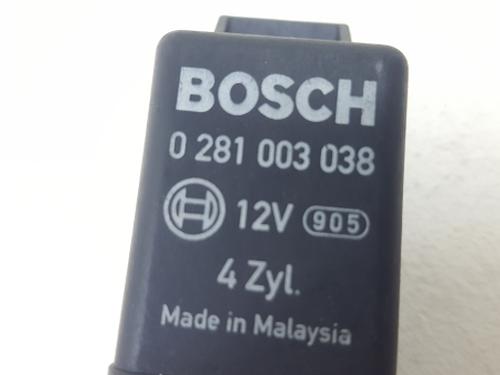 BOSCH
0 281 003 038
12V 905
4 Zyl.
Made in Malaysia